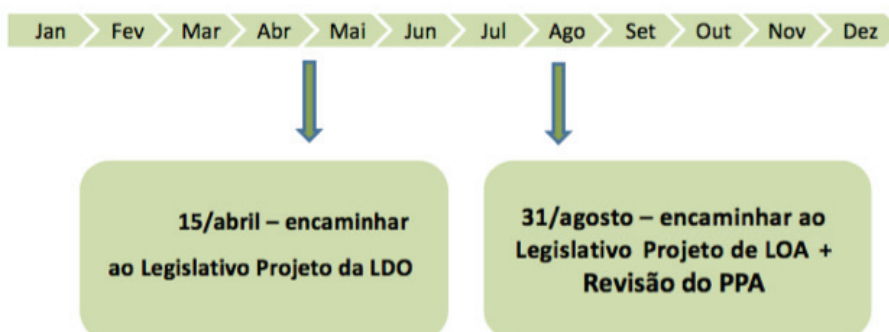 Jan Fev Mar Abr Mai Jun Jul Ago Set Out Nov Dez
15/abril – encaminhar
ao Legislativo Projeto da LDO
31/agosto – encaminhar ao
Legislativo Projeto de LOA +
Revisão do PPA